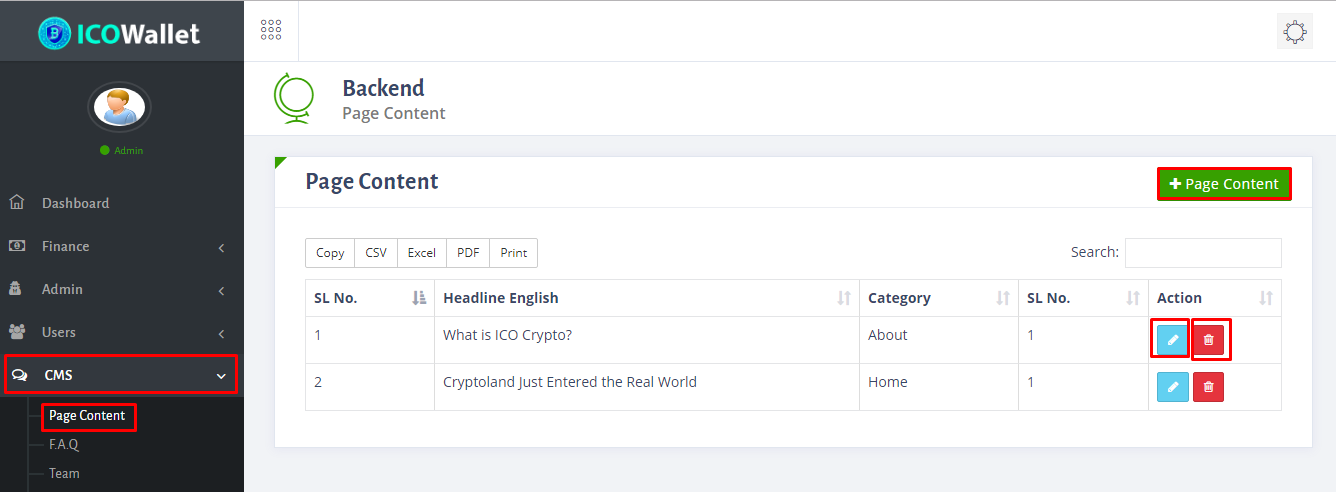 ICOWallet
Admin
Dashboard
Finance
Admin
Users
CMS
Page Content
F.A.Q
Team
Backend
Page Content
Page Content
+ Page Content
Copy CSV Excel PDF Print
Search:
SL No. Headline English Category SL No. Action
1 What is ICO Crypto? About 1
2 Cryptoland Just Entered the Real World Home 1